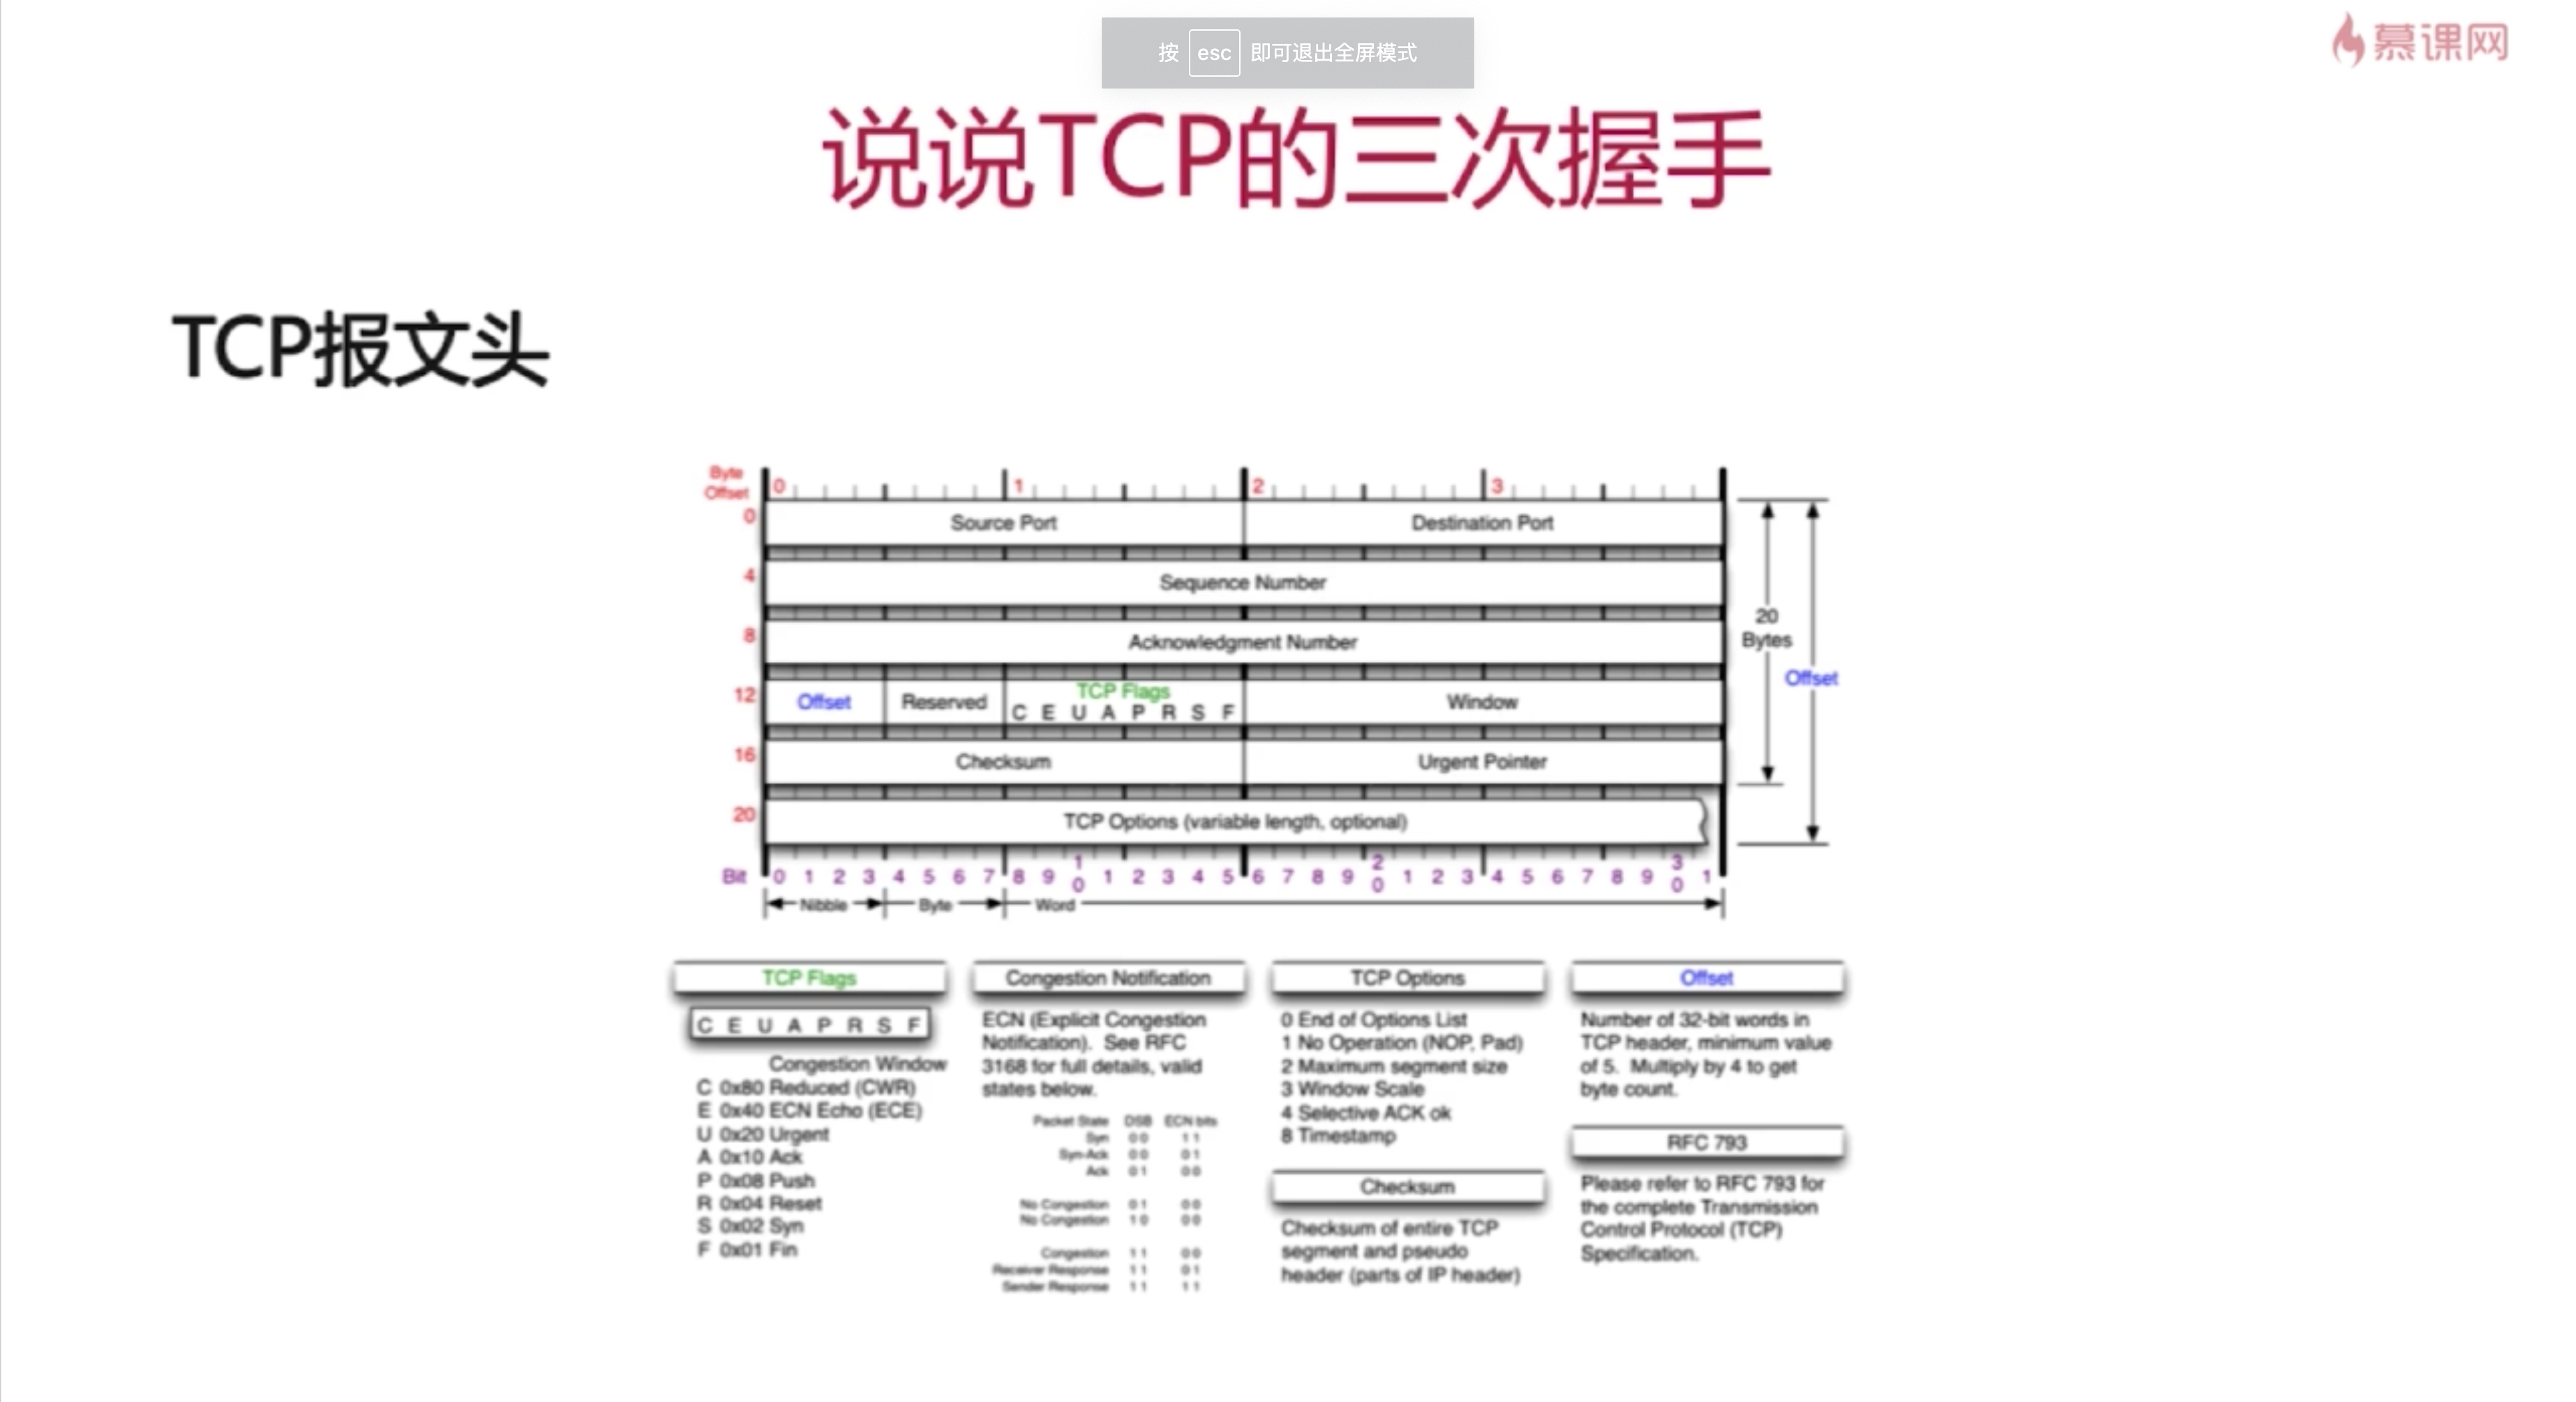 按 esc 即可退出全屏模式
慕课网
说说TCP的三次握手
TCP报文头
Byte
Offset
0 1 2 3
0 Source Port Destination Port
4 Sequence Number
8 Acknowledgment Number
12 Offset Reserved TCP Flags Window
C E U A P R S F
16 Checksum Urgent Pointer
20 TCP Options (variable length, optional)
20
Bytes
Offset
Bit 0 1 2 3 4 5 6 7 8 9 10 1 2 3 4 5 6 7 8 9 20 1 2 3 4 5 6 7 8 9 30 1
Nibble Byte Word
TCP Flags
C E U A P R S F
Congestion Window
C 0x80 Reduced (CWR)
E 0x40 ECN Echo (ECE)
U 0x20 Urgent
A 0x10 Ack
P 0x08 Push
R 0x04 Reset
S 0x02 Syn
F 0x01 Fin
Congestion Notification
ECN (Explicit Congestion
Notification). See RFC
3168 for full details, valid
states below.
Packet State DSB ECN bits
Syn 0 0 1 1
Syn-Ack 0 0 0 1
Ack 0 1 0 0
No Congestion 0 1 0 0
No Congestion 1 0 0 0
Congestion 1 1 0 0
Receiver Response 1 1 0 1
Sender Response 1 1 1 1
TCP Options
0 End of Options List
1 No Operation (NOP, Pad)
2 Maximum segment size
3 Window Scale
4 Selective ACK ok
8 Timestamp
Checksum
Checksum of entire TCP
segment and pseudo
header (parts of IP header)
Offset
Number of 32-bit words in
TCP header, minimum value
of 5. Multiply by 4 to get
byte count.
RFC 793
Please refer to RFC 793 for
the complete Transmission
Control Protocol (TCP)
Specification.